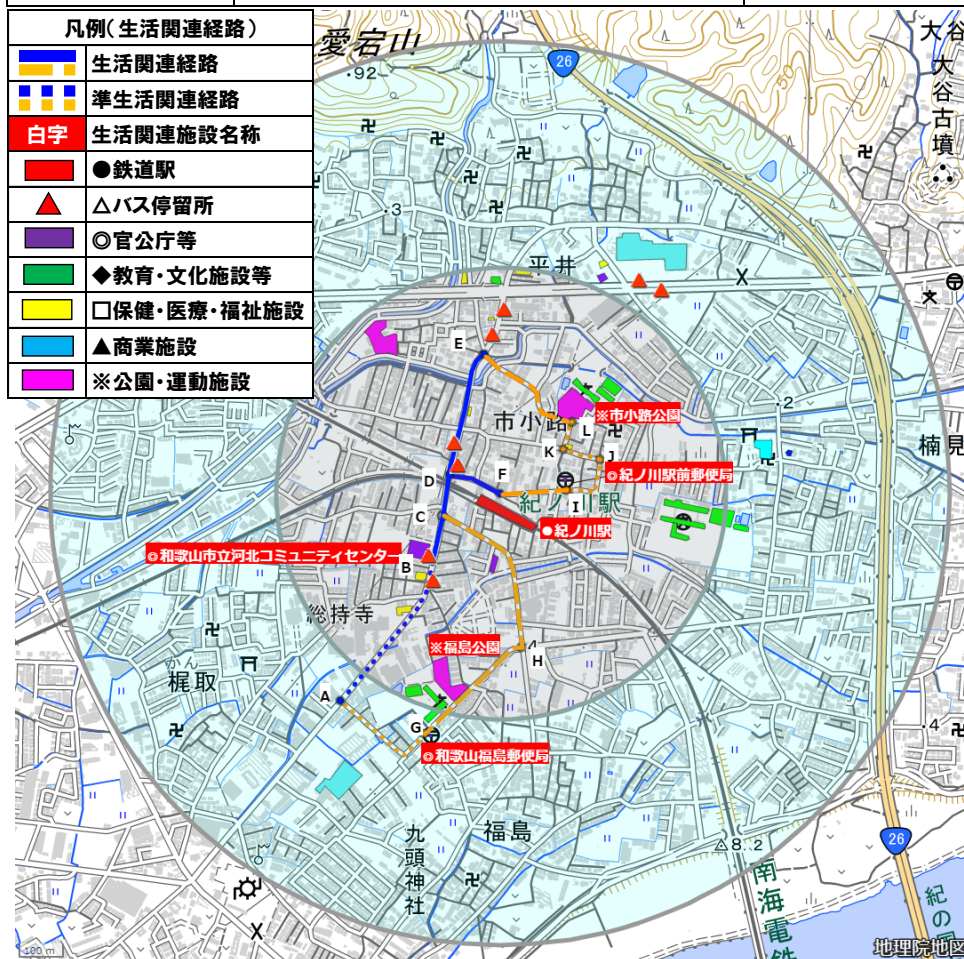 凡例(生活関連経路)
生活関連経路
準生活関連経路
白字 生活関連施設名称
●鉄道駅
△バス停留所
◎官公庁等
◆教育・文化施設等
□保健・医療・福祉施設
▲商業施設
※公園・運動施設
愛宕山
26
大谷
大谷古墳
・92
50
・3
平井
E
市小路
※市小路公園
L
K
J
・2
楠見
◎紀ノ川駅前郵便局
D
F
I
紀ノ川駅
●紀ノ川駅
C
◎和歌山市立河北コミュニティセンター
B
総持寺
※福島公園
H
かん
梶取
A
G
◎和歌山福島郵便局
・4
福島
九頭神社
△8.2
26
南海電鉄
紀の
100 m
地理院地図